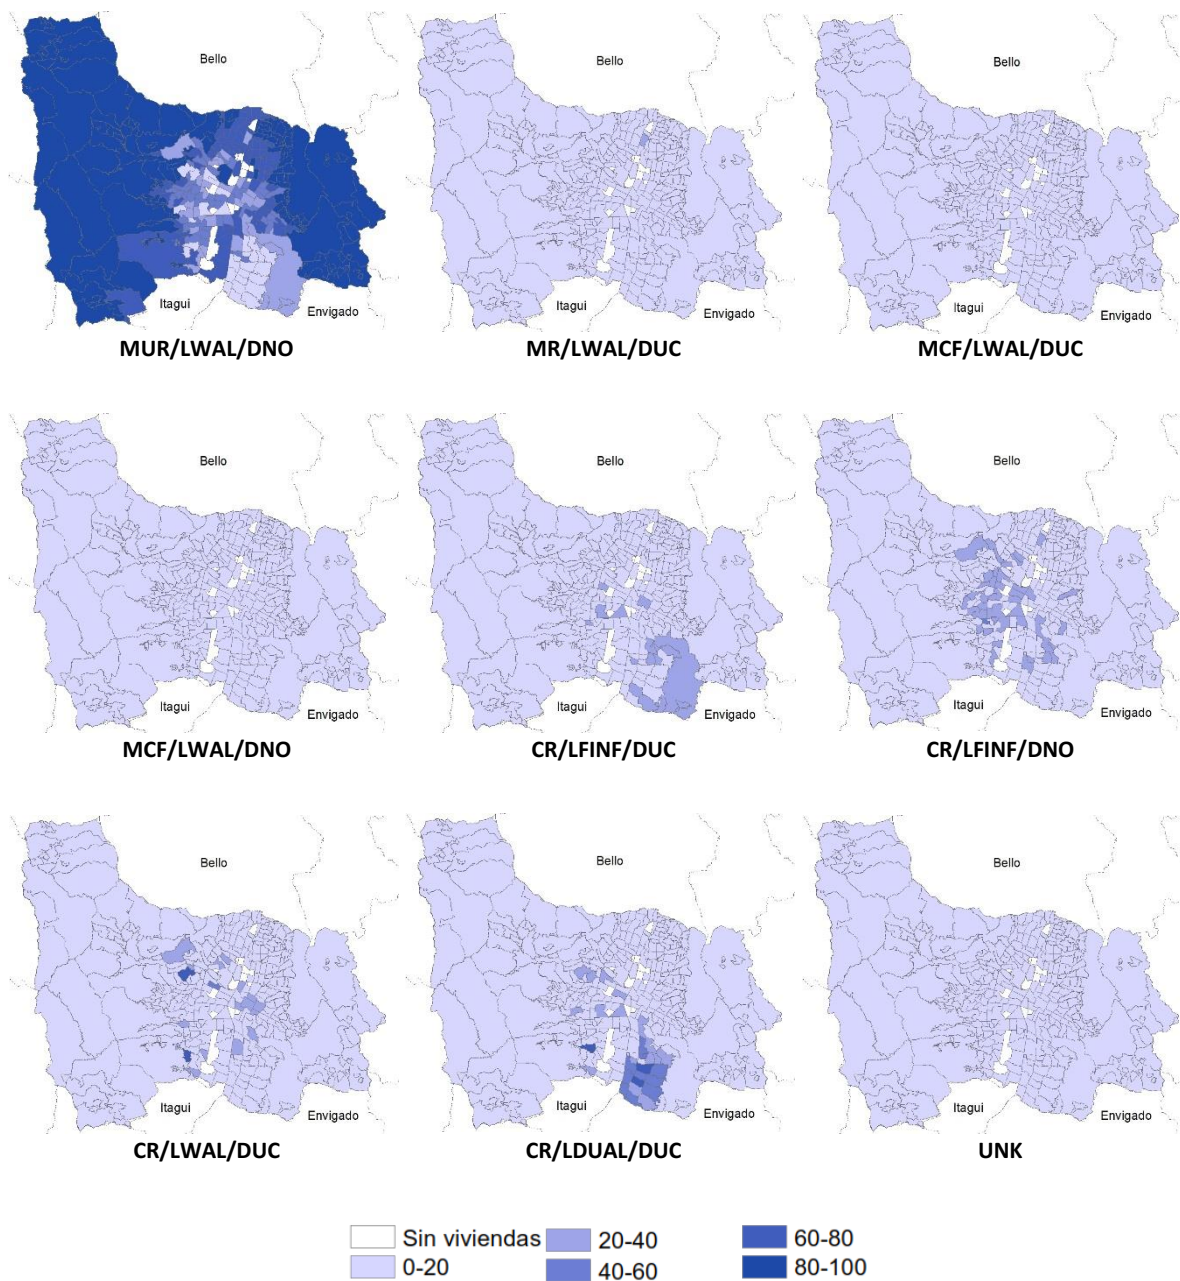 Bello
Itagui
Envigado
MUR/LWAL/DNO
Bello
Itagui
Envigado
MR/LWAL/DUC
Bello
Itagui
Envigado
MCF/LWAL/DUC
Bello
Itagui
Envigado
MCF/LWAL/DNO
Bello
Itagui
Envigado
CR/LFINF/DUC
Bello
Itagui
Envigado
CR/LFINF/DNO
Bello
Itagui
Envigado
CR/LWAL/DUC
Bello
Itagui
Envigado
CR/LDUAL/DUC
Bello
Itagui
Envigado
UNK
Sin viviendas
0-20
20-40
40-60
60-80
80-100